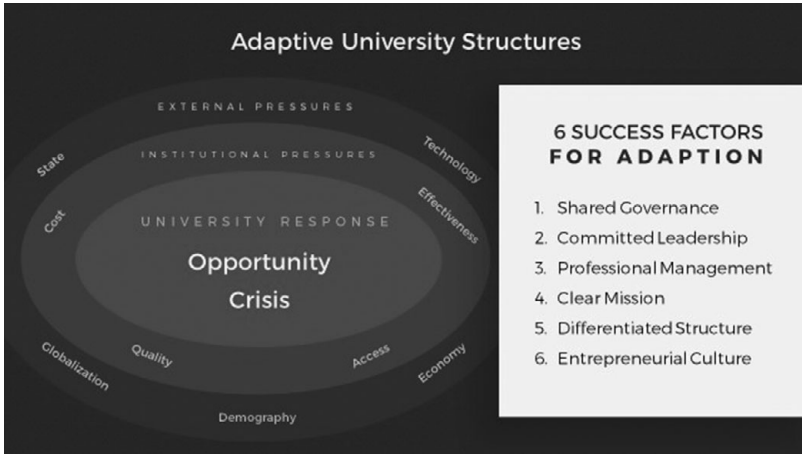 Adaptive University Structures
EXTERNAL PRESSURES
State
Technology
INSTITUTIONAL PRESSURES
Cost
Effectiveness
UNIVERSITY RESPONSE
Opportunity
Crisis
Quality
Access
Globalization
Economy
Demography
6 SUCCESS FACTORS
FOR ADAPTION
1. Shared Governance
2. Committed Leadership
3. Professional Management
4. Clear Mission
5. Differentiated Structure
6. Entrepreneurial Culture